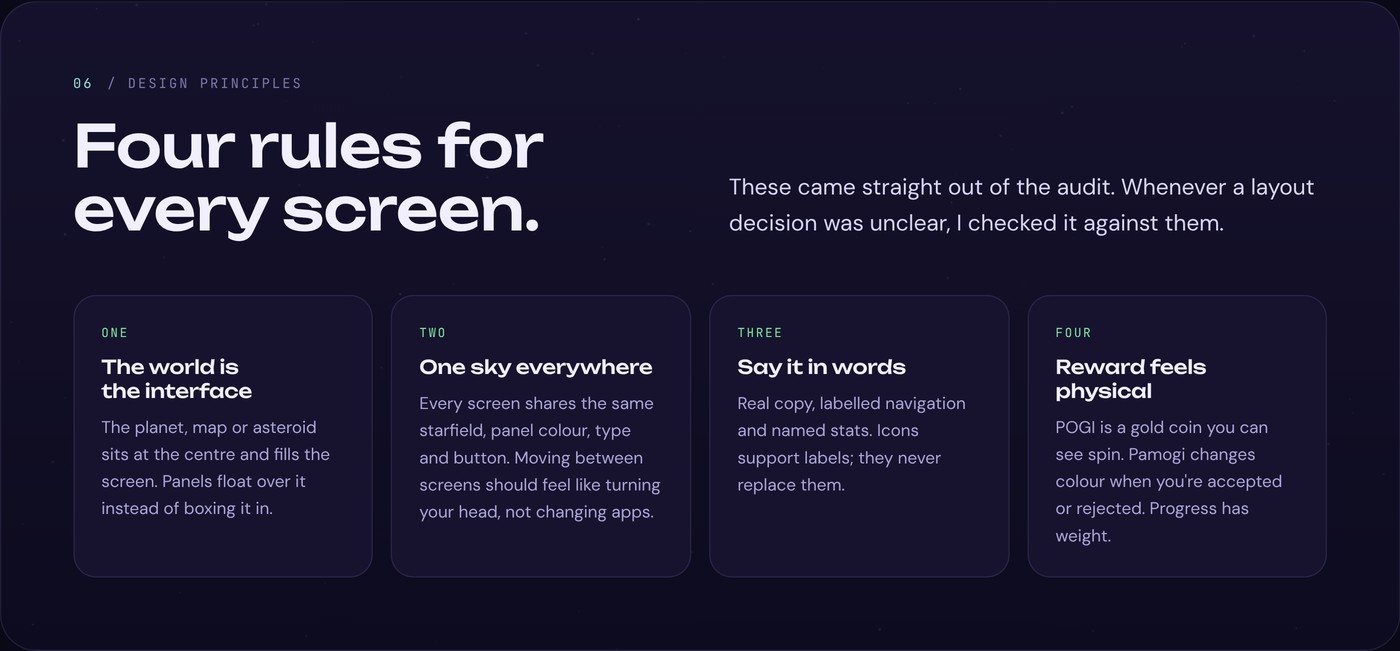 06 / DESIGN PRINCIPLES
Four rules for
every screen.
These came straight out of the audit. Whenever a layout
decision was unclear, I checked it against them.
ONE
The world is
the interface
The planet, map or asteroid
sits at the centre and fills the
screen. Panels float over it
instead of boxing it in.
TWO
One sky everywhere
Every screen shares the same
starfield, panel colour, type
and button. Moving between
screens should feel like turning
your head, not changing apps.
THREE
Say it in words
Real copy, labelled navigation
and named stats. Icons
support labels; they never
replace them.
FOUR
Reward feels
physical
POGI is a gold coin you can
see spin. Pamogi changes
colour when you're accepted
or rejected. Progress has
weight.